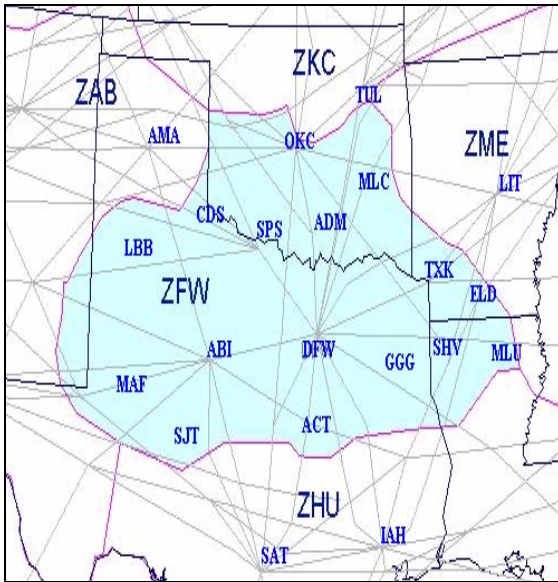 ZKC
ZAB
TUL
AMA
OKC
ZME
MLC
LIT
CDS
SPS
ADM
LBB
TXK
ZFW
ELD
ABI
DFW
SHV
MLU
GGG
MAF
ACT
SJT
ZHU
IAH
SAT